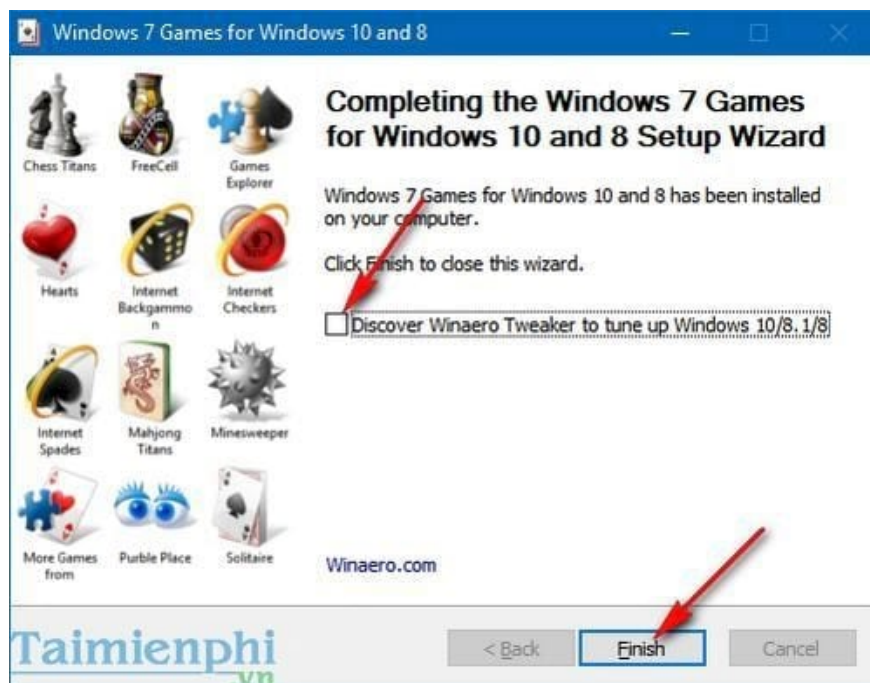 Windows 7 Games for Windows 10 and 8
Chess Titans
FreeCell
Games
Explorer
Hearts
Internet
Backgammo
n
Internet
Checkers
Internet
Spades
Mahjong
Titans
Minesweeper
More Games
from
Purble Place
Solitaire
Completing the Windows 7 Games
for Windows 10 and 8 Setup Wizard
Windows 7 Games for Windows 10 and 8 has been installed
on your computer.
Click Finish to close this wizard.
Discover Winaero Tweaker to tune up Windows 10/8.1/8
Winaero.com
< Back
Finish
Cancel
Taimienphi
.vn